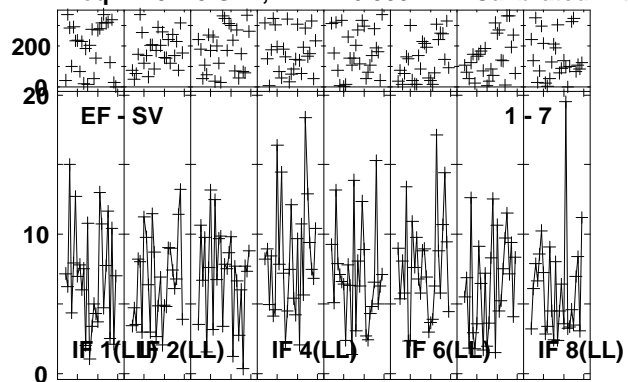 200
0
20
EF - SV
1 - 7
10
IF 1(LL)
IF 2(LL)
IF 4(LL)
IF 6(LL)
IF 8(LL)
0